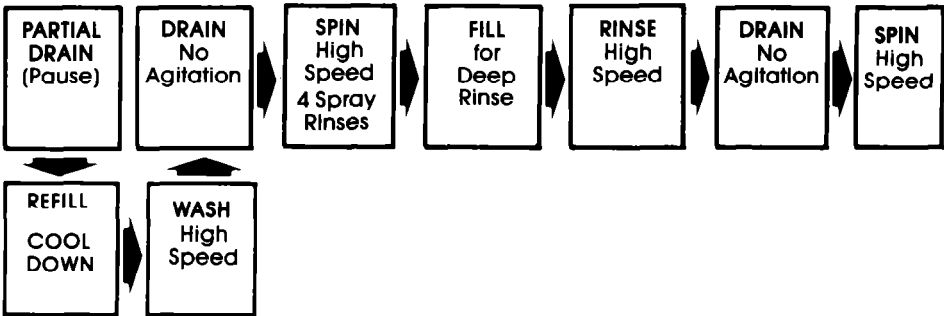 PARTIAL
DRAIN
(Pause)
DRAIN
No
Agitation
SPIN
High
Speed
4 Spray
Rinses
FILL
for
Deep
Rinse
RINSE
High
Speed
DRAIN
No
Agitation
SPIN
High
Speed
REFILL
COOL
DOWN
WASH
High
Speed